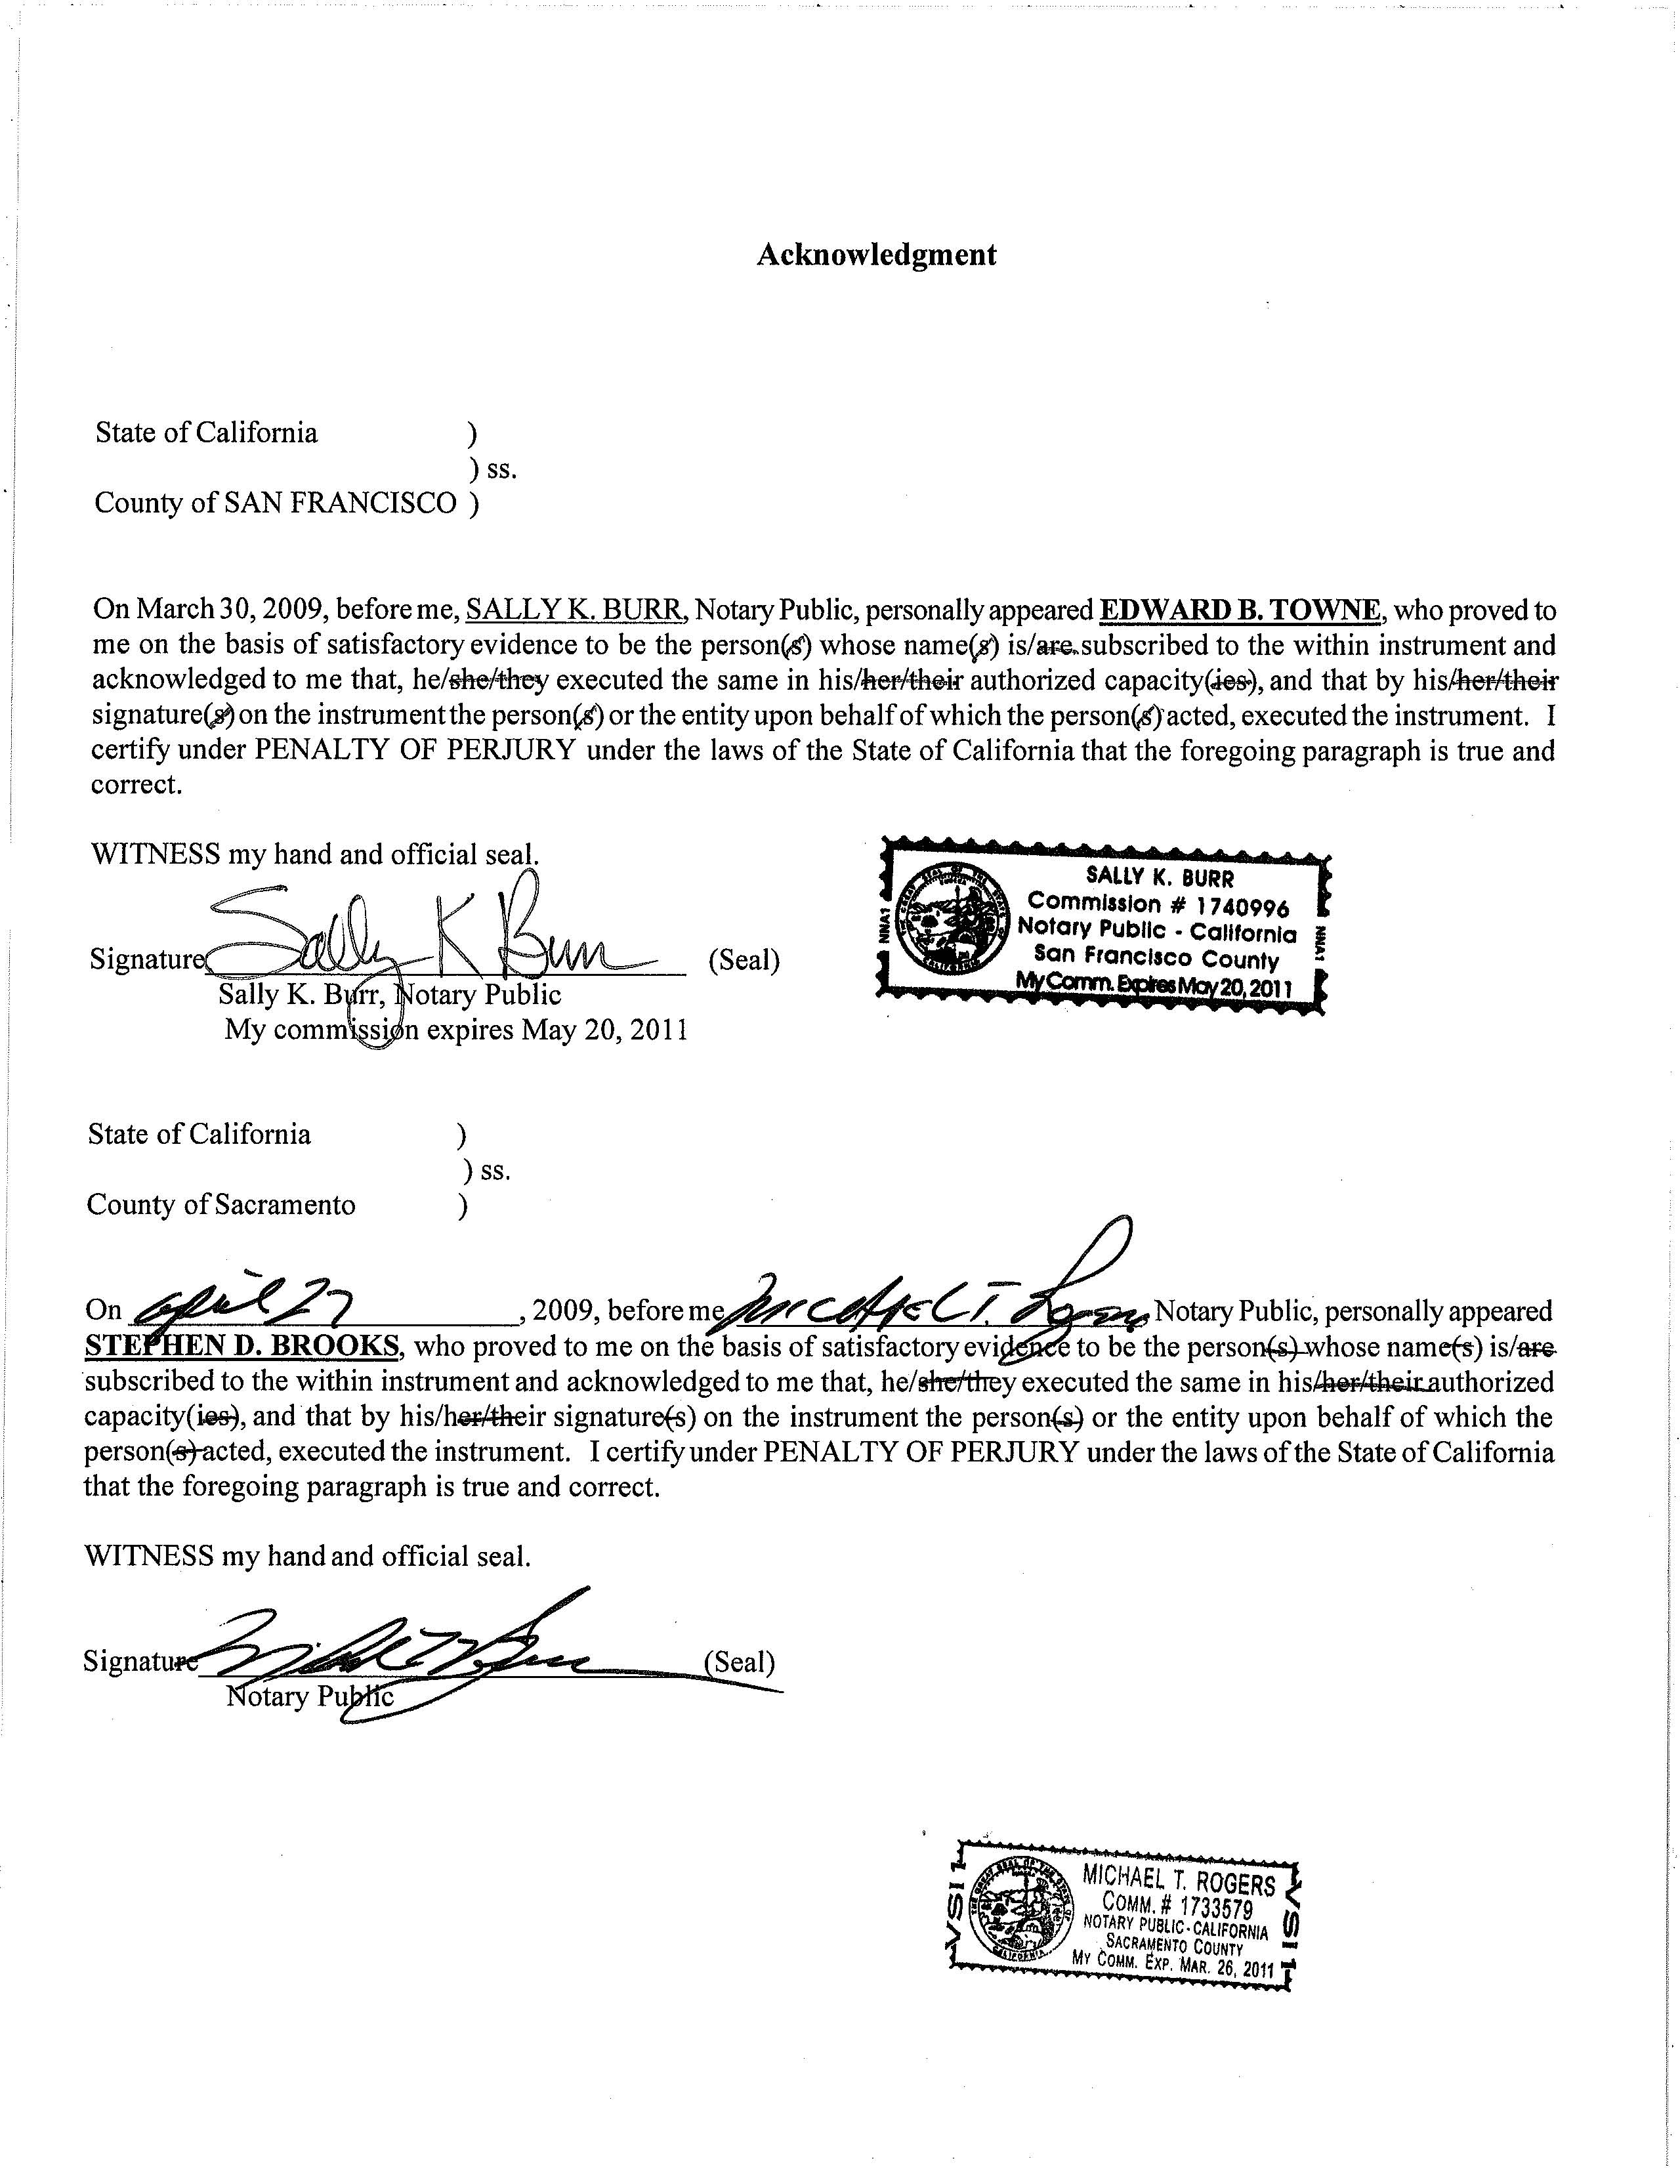 Acknowledgment
State of California )
) ss.
County of SAN FRANCISCO )
On March 30, 2009, before me, SALLY K. BURR, Notary Public, personally appeared EDWARD B. TOWNE, who proved to
me on the basis of satisfactory evidence to be the person(s) whose name(s) is/are subscribed to the within instrument and
acknowledged to me that, he/she/they executed the same in his/her/their authorized capacity(ies), and that by his/her/their
signature(s) on the instrument the person(s) or the entity upon behalf of which the person(s) acted, executed the instrument. I
certify under PENALTY OF PERJURY under the laws of the State of California that the foregoing paragraph is true and
correct.
WITNESS my hand and official seal.
Signature Sally K Burr (Seal)
Sally K. Burr, Notary Public
My commission expires May 20, 2011
SALLY K. BURR
Commission # 1740996
Notary Public - California
San Francisco County
My Comm. Expires May 20, 2011
NNA1
NNA1
State of California )
) ss.
County of Sacramento )
On April 27, 2009, before me Michael T. Rogers Notary Public, personally appeared
STEPHEN D. BROOKS, who proved to me on the basis of satisfactory evidence to be the person(s) whose name(s) is/are
subscribed to the within instrument and acknowledged to me that, he/she/they executed the same in his/her/their authorized
capacity(ies), and that by his/her/their signature(s) on the instrument the person(s) or the entity upon behalf of which the
person(s) acted, executed the instrument. I certify under PENALTY OF PERJURY under the laws of the State of California
that the foregoing paragraph is true and correct.
WITNESS my hand and official seal.
Signature (Seal)
Notary Public
MICHAEL T. ROGERS
COMM. # 1733579
NOTARY PUBLIC-CALIFORNIA
SACRAMENTO COUNTY
MY COMM. EXP. MAR. 26, 2011